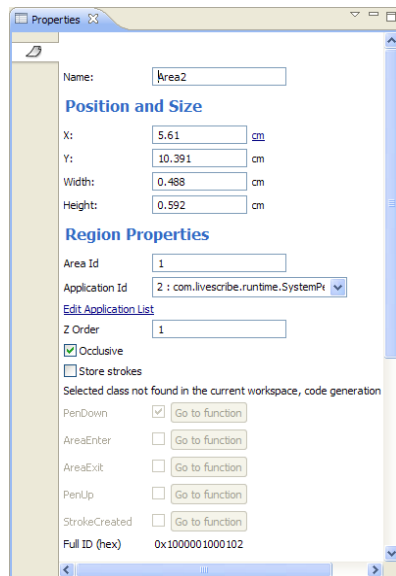 Properties
Name: Area2
Position and Size
X: 5.61 cm
Y: 10.391 cm
Width: 0.488 cm
Height: 0.592 cm
Region Properties
Area Id 1
Application Id 2 : com.livescribe.runtime.SystemPe
Edit Application List
Z Order 1
Occlusive
Store strokes
Selected class not found in the current workspace, code generation
PenDown Go to function
AreaEnter Go to function
AreaExit Go to function
PenUp Go to function
StrokeCreated Go to function
Full ID (hex) 0x1000001000102